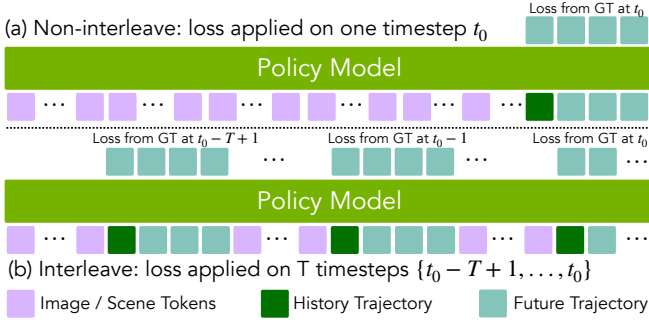 Loss from GT at t₀
(a) Non-interleave: loss applied on one timestep t₀
Policy Model
... ... ... ... ... ...
Loss from GT at t₀ − T + 1 Loss from GT at t₀ − 1 Loss from GT at t₀
... ... ...
Policy Model
... ... ... ...
(b) Interleave: loss applied on T timesteps {t₀ − T + 1, . . . , t₀}
Image / Scene Tokens History Trajectory Future Trajectory